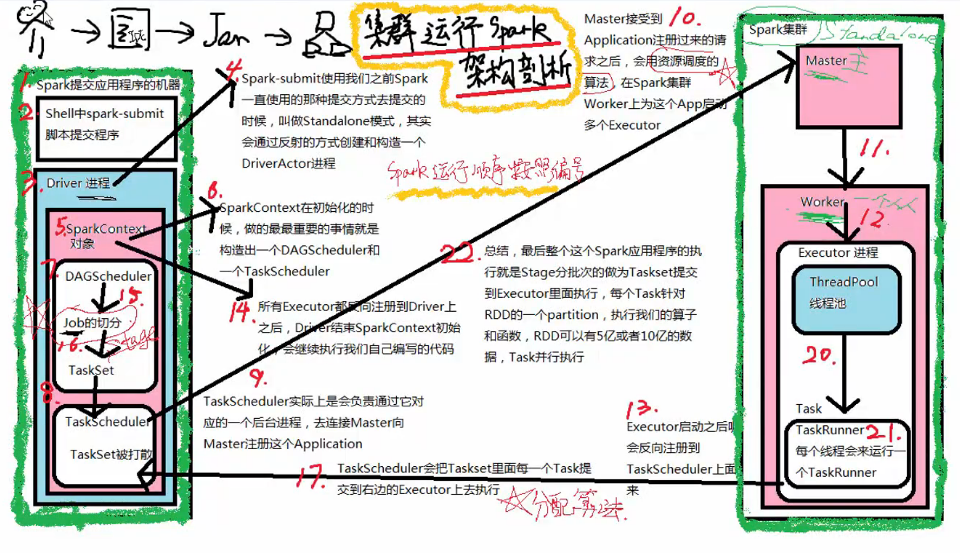 Jar
集群运行Spark
架构剖析
1.
Spark提交应用程序的机器
2.
Shell中spark-submit
脚本提交程序
3.
Driver 进程
5.
SparkContext
对象
7.
DAGScheduler
15.
Job的切分
stage
16.
TaskSet
8.
TaskScheduler
TaskSet被打散
4.
Spark-submit使用我们之前Spark
一直使用的那种提交方式去提交的
时候，叫做Standalone模式，其实
会通过反射的方式创建和构造一个
DriverActor进程
Spark运行顺序按照编号
6.
SparkContext在初始化的时
候，做的最最重要的事情就是
构造出一个DAGScheduler和
一个TaskScheduler
14.
所有Executor都反向注册到Driver上
之后，Driver结束SparkContext初始
化，会继续执行我们自己编写的代码
9.
TaskScheduler实际上是会负责通过它对
应的一个后台进程，去连接Master向
Master注册这个Application
22.
总结，最后整个这个Spark应用程序的执
行就是Stage分批次的做为Taskset提交
到Executor里面执行，每个Task针对
RDD的一个partition，执行我们的算子
和函数，RDD可以有5亿或者10亿的数
据，Task并行执行
13.
Executor启动之后
会反向注册到
TaskScheduler上面
来
17.
TaskScheduler会把Taskset里面每一个Task提
交到右边的Executor上去执行
分配算法
10.
Master接受到
Application注册过来的请
求之后，会用资源调度的
算法，在Spark集群
Worker上为这个App启动
多个Executor
Spark集群
Standalone
Master
主
11.
Worker
12
Executor 进程
ThreadPool
线程池
20.
Task
TaskRunner
21.
每个线程会来运行一
个TaskRunner